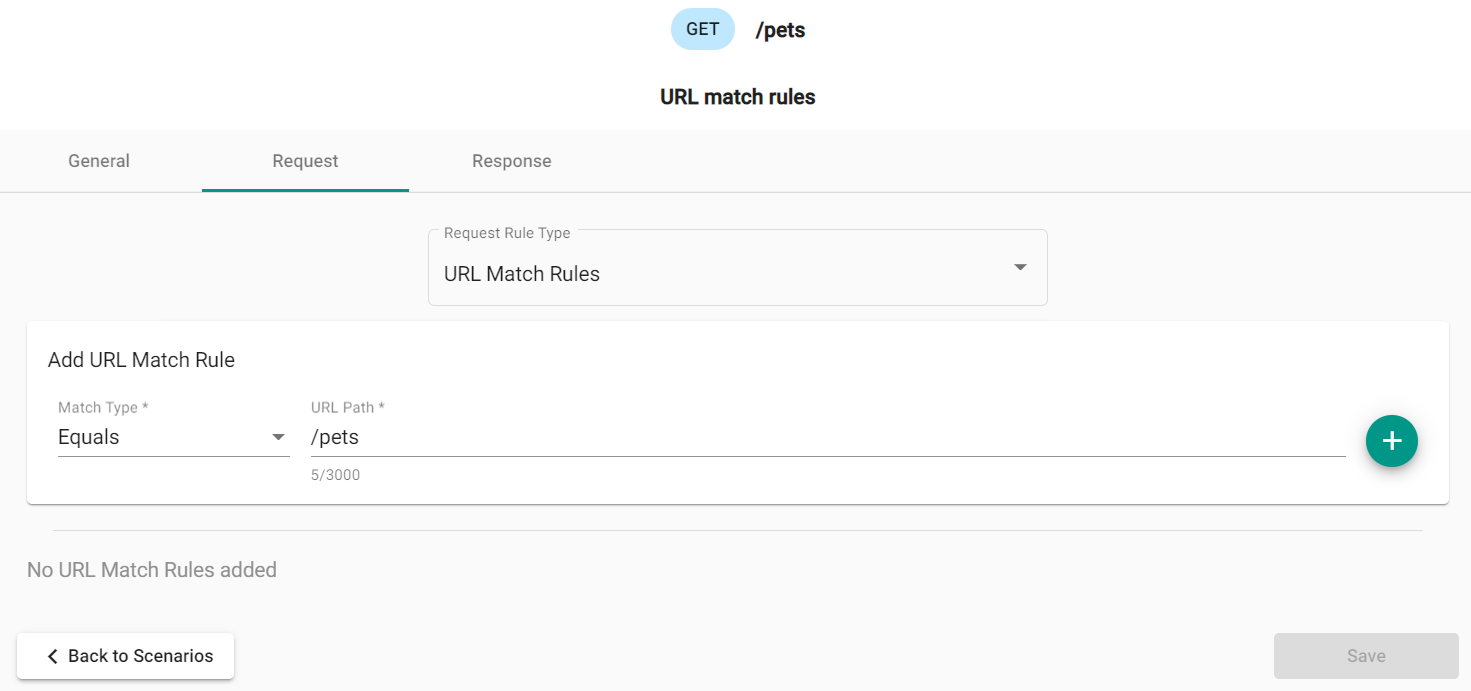 GET /pets
URL match rules
General Request Response
Request Rule Type
URL Match Rules
Add URL Match Rule
Match Type * URL Path *
Equals /pets
5/3000
No URL Match Rules added
Back to Scenarios Save